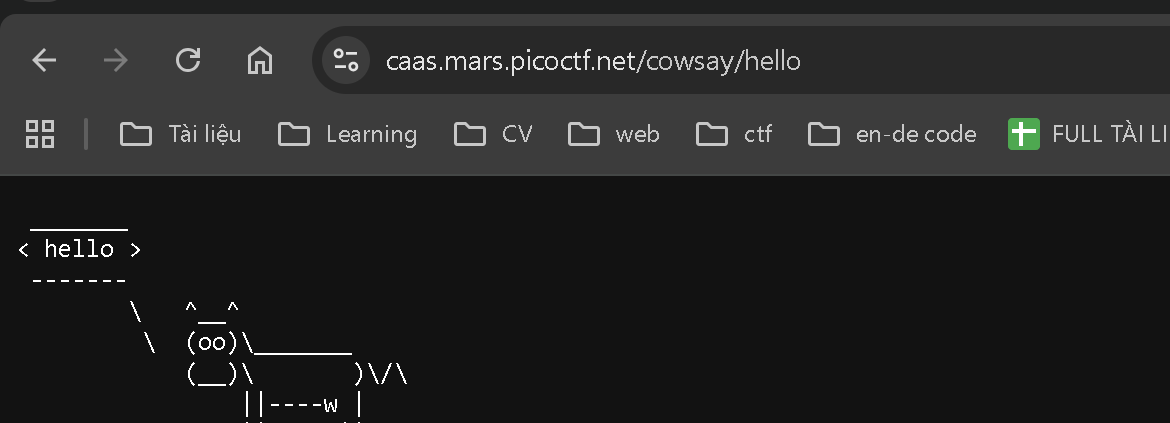 caas.mars.picoctf.net/cowsay/hello
Tài liệu Learning CV web ctf en-de code FULL TÀI LI
 _______
< hello >
 -------
        \   ^__^
         \  (oo)\_______
            (__)\       )\/\
                ||----w |